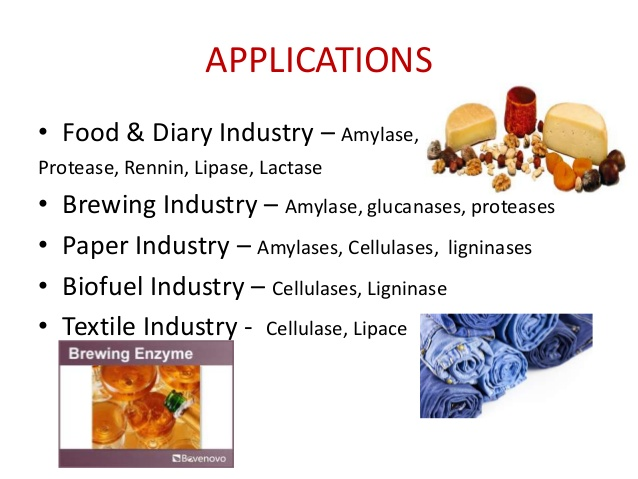 APPLICATIONS
• Food & Diary Industry – Amylase,
Protease, Rennin, Lipase, Lactase
• Brewing Industry – Amylase, glucanases, proteases
• Paper Industry – Amylases, Cellulases, ligninases
• Biofuel Industry – Cellulases, Ligninase
• Textile Industry - Cellulase, Lipace
Brewing Enzyme